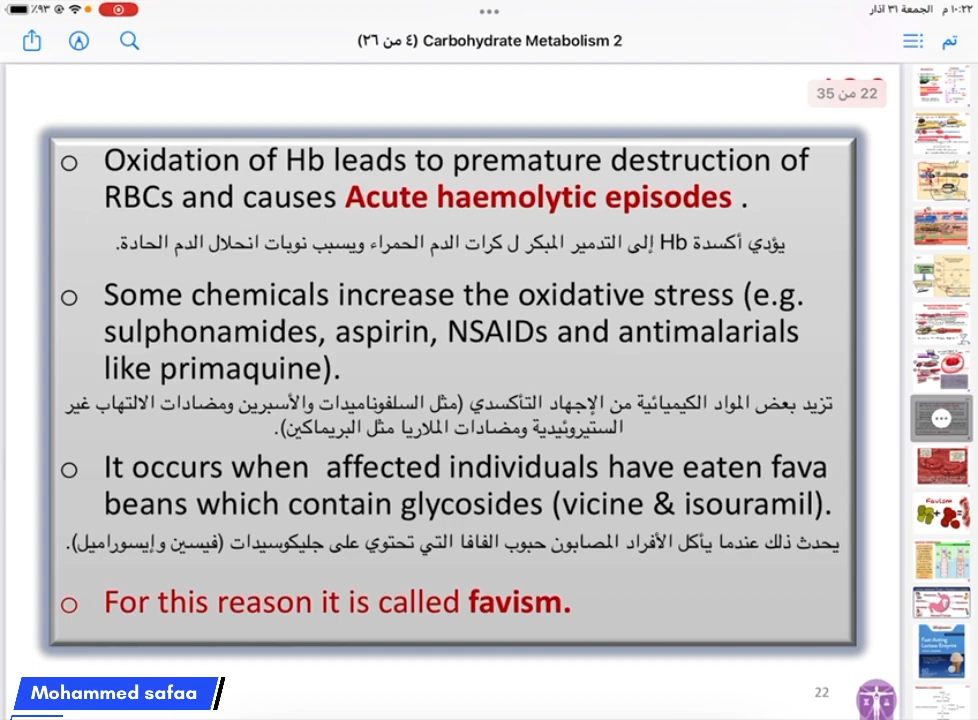 ٪٩٣
١٠:٢٢ م الجمعة ٣١ آذار
Carbohydrate Metabolism 2 (٤ من ٢٦)
تم
22 من 35
o Oxidation of Hb leads to premature destruction of
RBCs and causes Acute haemolytic episodes .
يؤدي أكسدة Hb إلى التدمير المبكر ل كرات الدم الحمراء ويسبب نوبات انحلال الدم الحادة.
o Some chemicals increase the oxidative stress (e.g.
sulphonamides, aspirin, NSAIDs and antimalarials
like primaquine).
تزيد بعض المواد الكيميائية من الإجهاد التأكسدي (مثل السلفوناميدات والأسبرين ومضادات الالتهاب غير
الستيروئيدية ومضادات الملاريا مثل البريماكين).
o It occurs when affected individuals have eaten fava
beans which contain glycosides (vicine & isouramil).
يحدث ذلك عندما يأكل الأفراد المصابون حبوب الفافا التي تحتوي على جليكوسيدات (فيسين وإيسوراميل).
o For this reason it is called favism.
Mohammed safaa
22
Favism